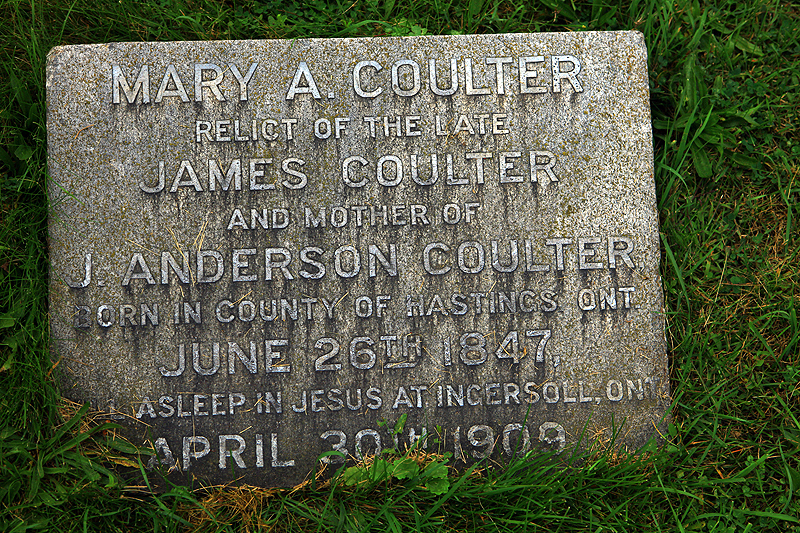 MARY A. COULTER
RELICT OF THE LATE
JAMES COULTER
AND MOTHER OF
J. ANDERSON COULTER
BORN IN COUNTY OF HASTINGS, ONT.
JUNE 26TH 1847,
ASLEEP IN JESUS AT INGERSOLL, ONT
APRIL 30TH 1909